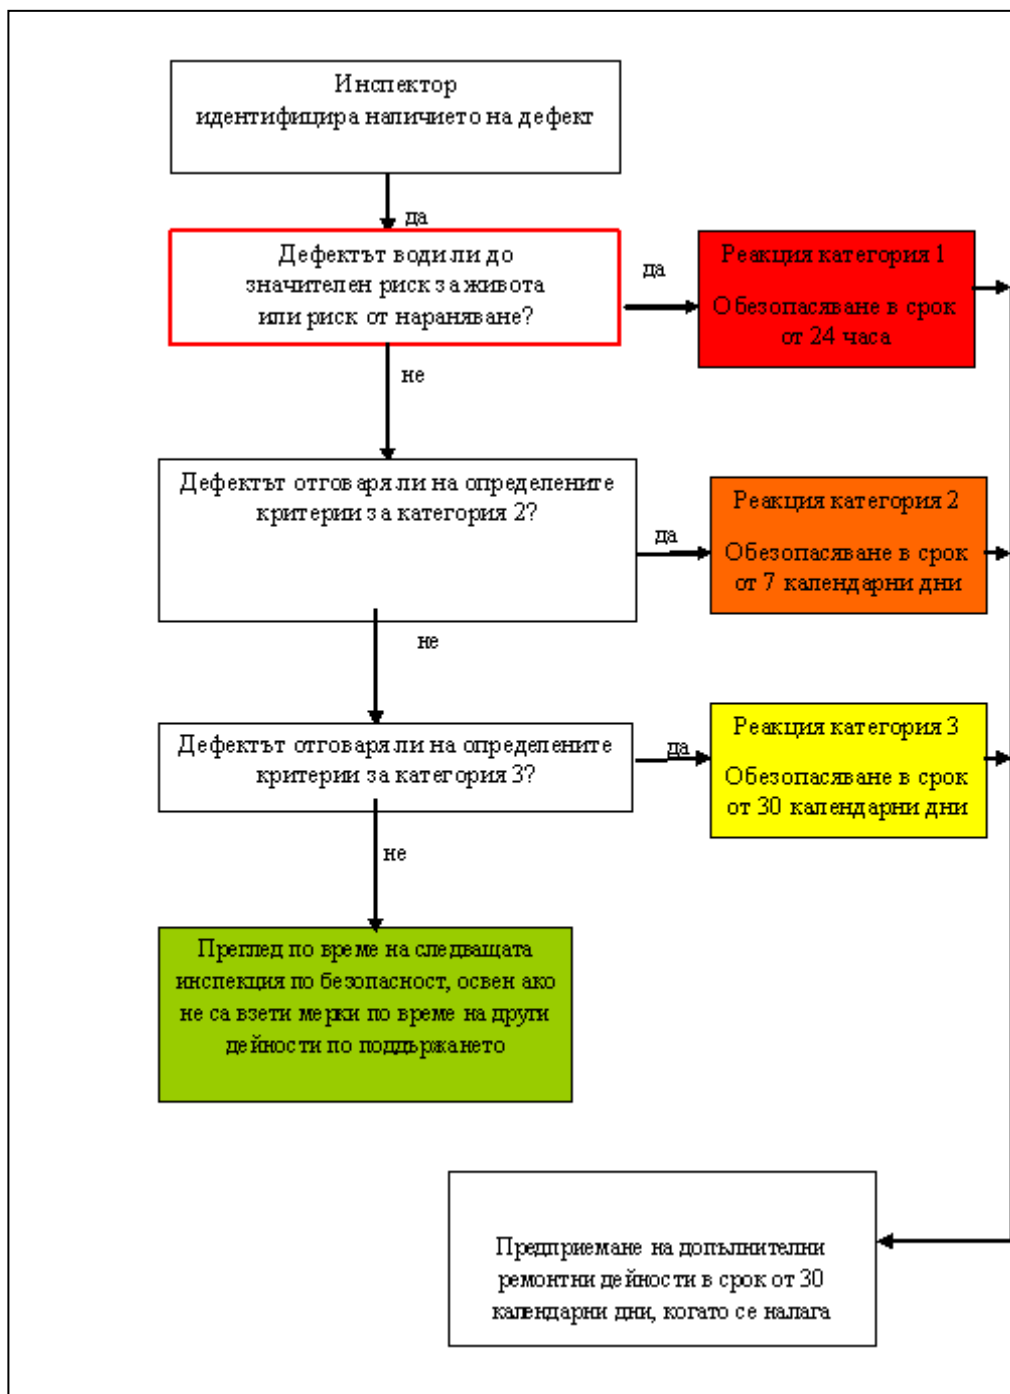 Инспектор
идентифицира наличието на дефект
да
Дефектът води ли до
значителен риск за живота
или риск от нараняване?
да
Реакция категория 1
Обезопасяване в срок
от 24 часа
не
Дефектът отговаря ли на определените
критерии за категория 2?
да
Реакция категория 2
Обезопасяване в срок
от 7 календарни дни
не
Дефектът отговаря ли на определените
критерии за категория 3?
да
Реакция категория 3
Обезопасяване в срок
от 30 календарни дни
не
Преглед по време на следващата
инспекция по безопасност, освен ако
не са взети мерки по време на други
дейности по поддържането
Предприемане на допълнителни
ремонтни дейности в срок от 30
календарни дни, когато се налага